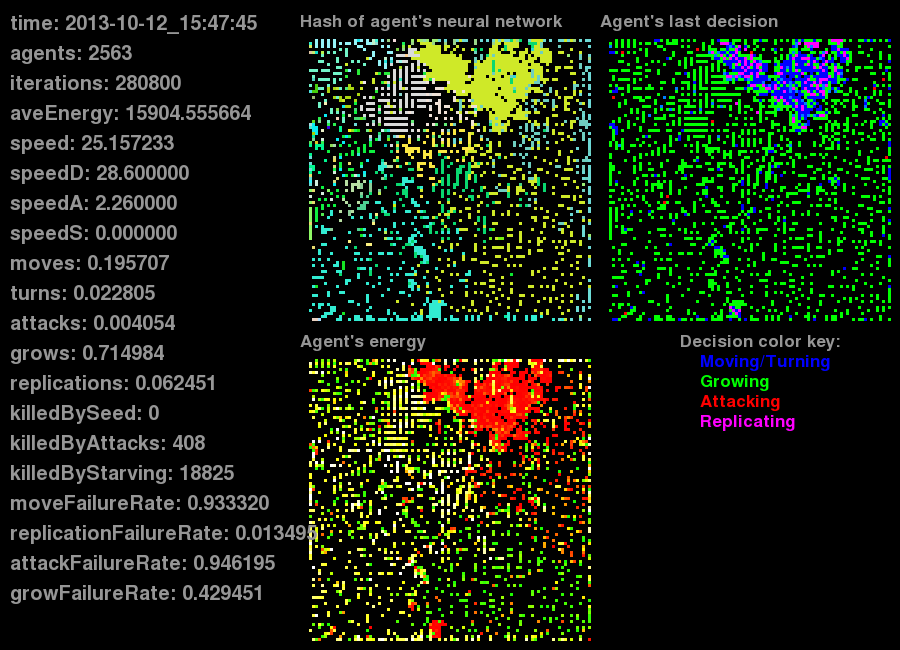 time: 2013-10-12_15:47:45
agents: 2563
iterations: 280800
aveEnergy: 15904.555664
speed: 25.157233
speedD: 28.600000
speedA: 2.260000
speedS: 0.000000
moves: 0.195707
turns: 0.022805
attacks: 0.004054
grows: 0.714984
replications: 0.062451
killedBySeed: 0
killedByAttacks: 408
killedByStarving: 18825
moveFailureRate: 0.933320
replicationFailureRate: 0.013495
attackFailureRate: 0.946195
growFailureRate: 0.429451
Hash of agent's neural network
Agent's last decision
Agent's energy
Decision color key:
Moving/Turning
Growing
Attacking
Replicating